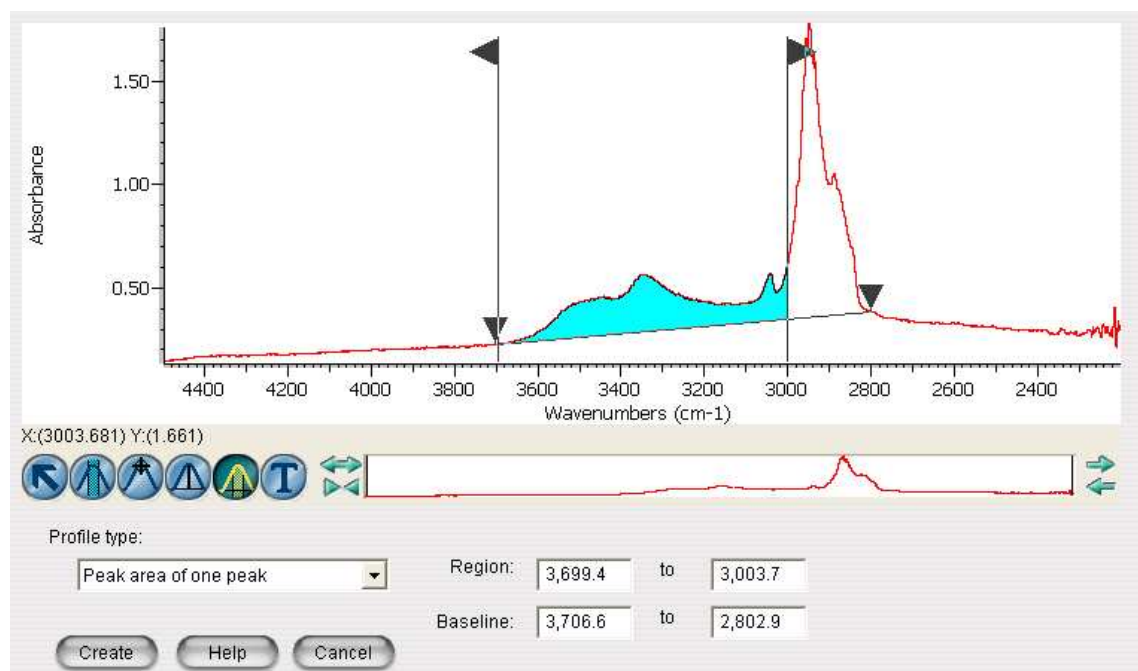 1.50
1.00
0.50
Absorbance
4400 4200 4000 3800 3600 3400 3200 3000 2800 2600 2400
Wavenumbers (cm-1)
X:(3003.681) Y:(1.661)
T
Profile type:
Peak area of one peak
Region: 3,699.4 to 3,003.7
Baseline: 3,706.6 to 2,802.9
Create Help Cancel